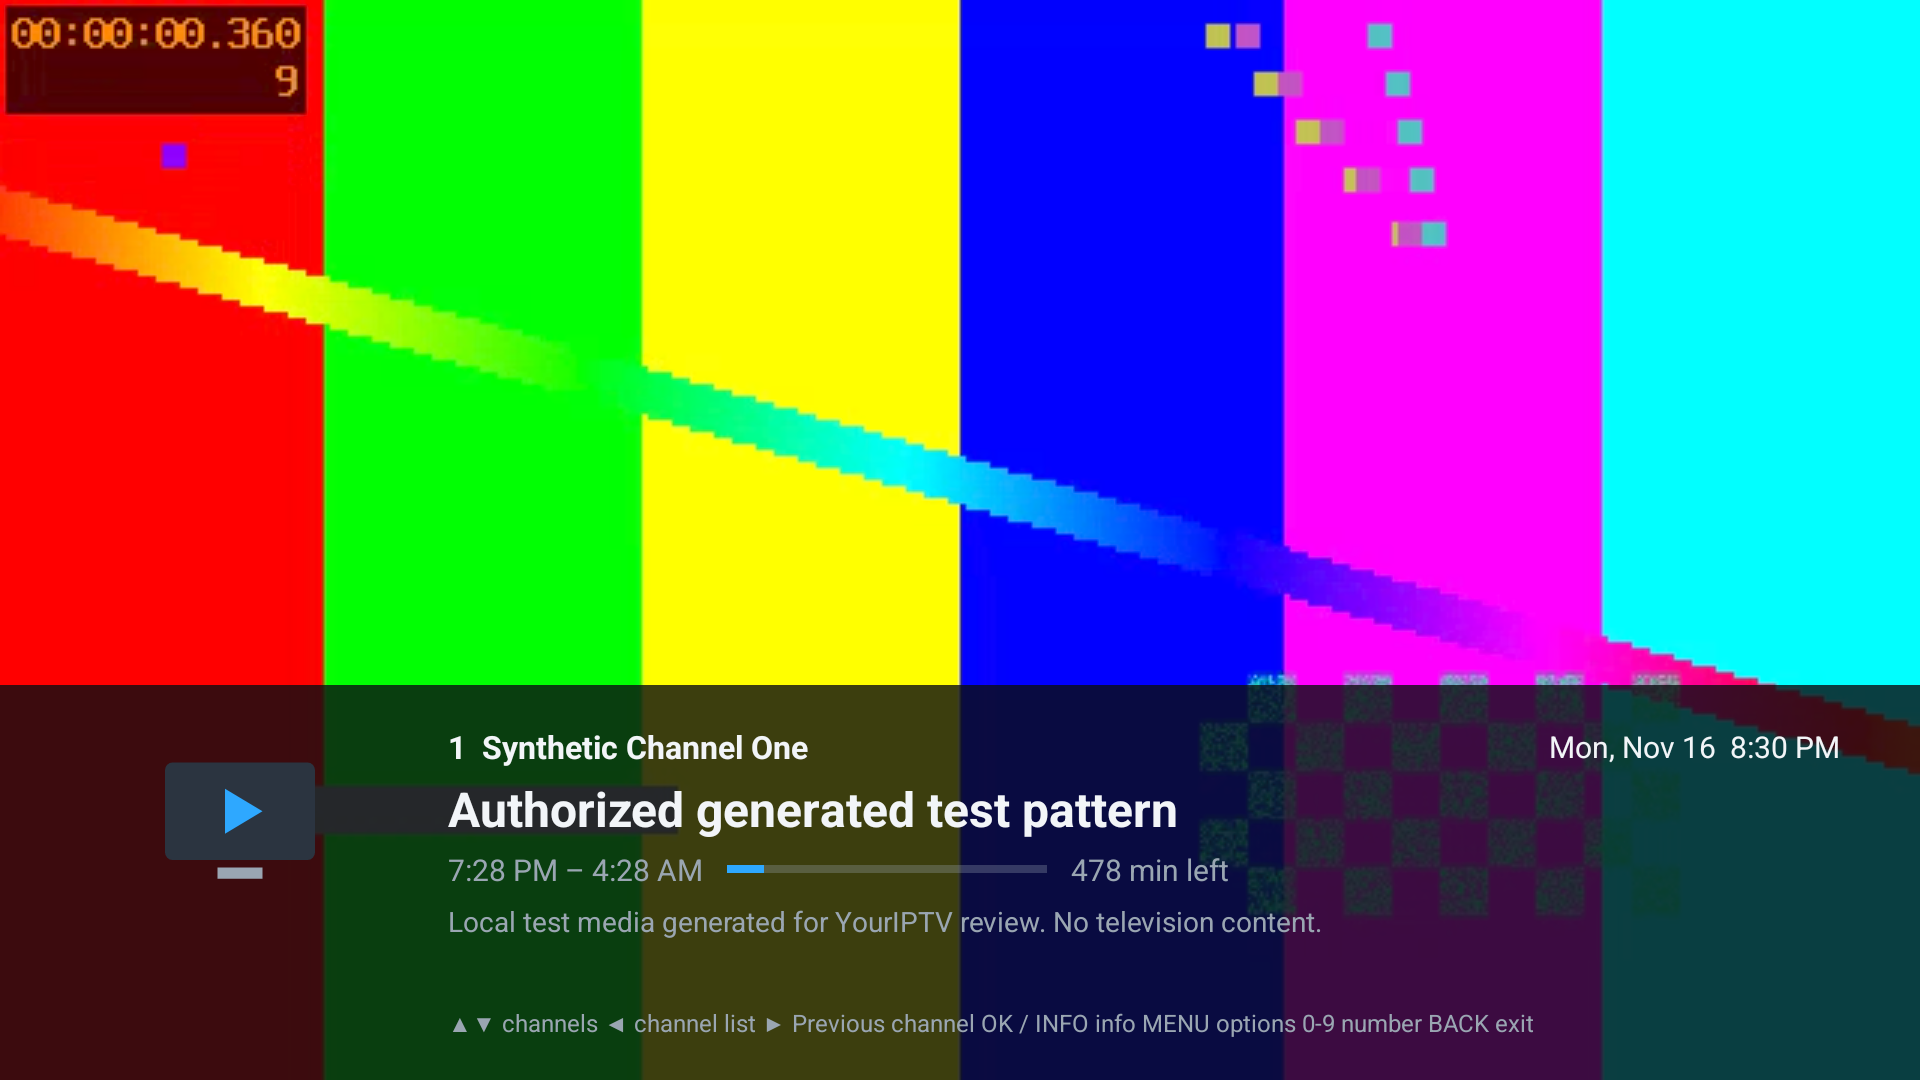 00:00:00.360
9
1 Synthetic Channel One
Mon, Nov 16 8:30 PM
Authorized generated test pattern
7:28 PM – 4:28 AM
478 min left
Local test media generated for YourIPTV review. No television content.
▲▼ channels ◄ channel list ► Previous channel OK / INFO info MENU options 0-9 number BACK exit